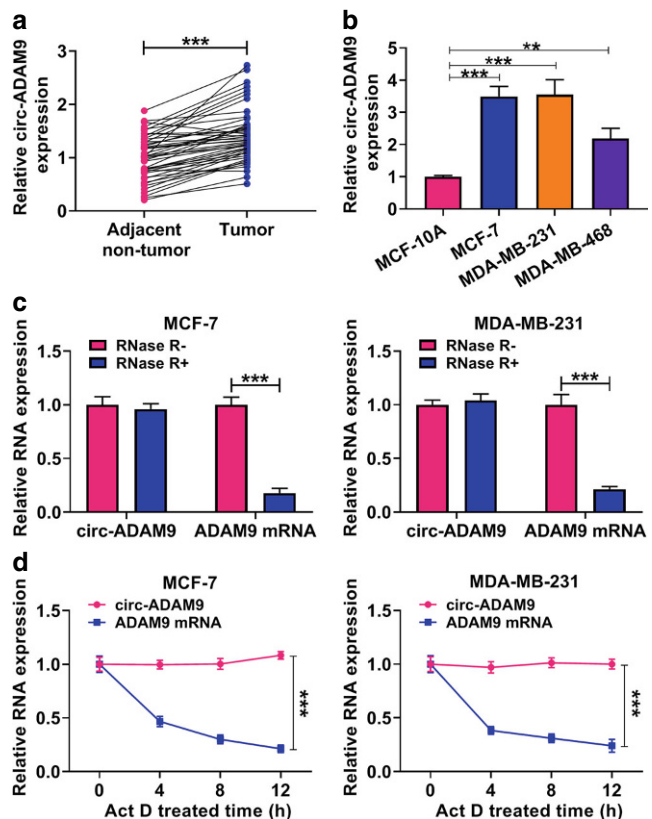 a
Relative circ-ADAM9
expression
3
2
1
0
***
Adjacent
non-tumor
Tumor
b
Relative circ-ADAM9
expression
5
4
3
2
1
0
**
***
***
MCF-10A
MCF-7
MDA-MB-231
MDA-MB-468
c
MCF-7
Relative RNA expression
1.5
1.0
0.5
0.0
RNase R-
RNase R+
***
circ-ADAM9
ADAM9 mRNA
MDA-MB-231
Relative RNA expression
1.5
1.0
0.5
0.0
RNase R-
RNase R+
***
circ-ADAM9
ADAM9 mRNA
d
MCF-7
Relative RNA expression
1.5
1.0
0.5
0.0
circ-ADAM9
ADAM9 mRNA
***
0 4 8 12
Act D treated time (h)
MDA-MB-231
Relative RNA expression
1.5
1.0
0.5
0.0
circ-ADAM9
ADAM9 mRNA
***
0 4 8 12
Act D treated time (h)